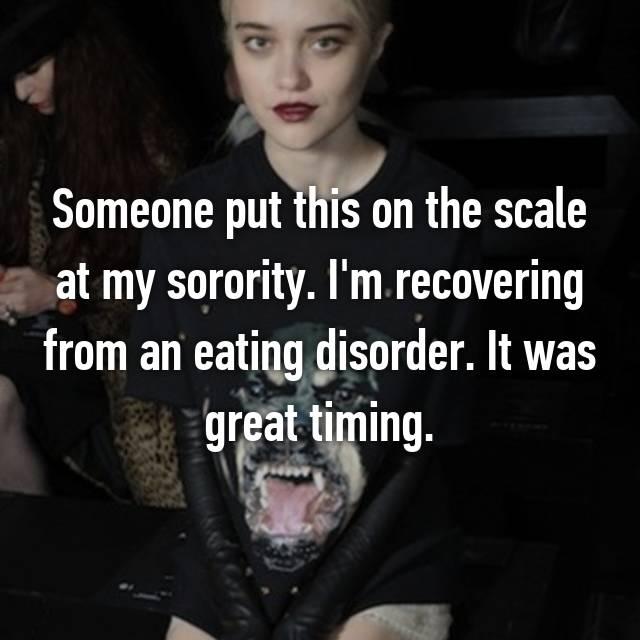 Someone put this on the scale
at my sorority. I'm recovering
from an eating disorder. It was
great timing.